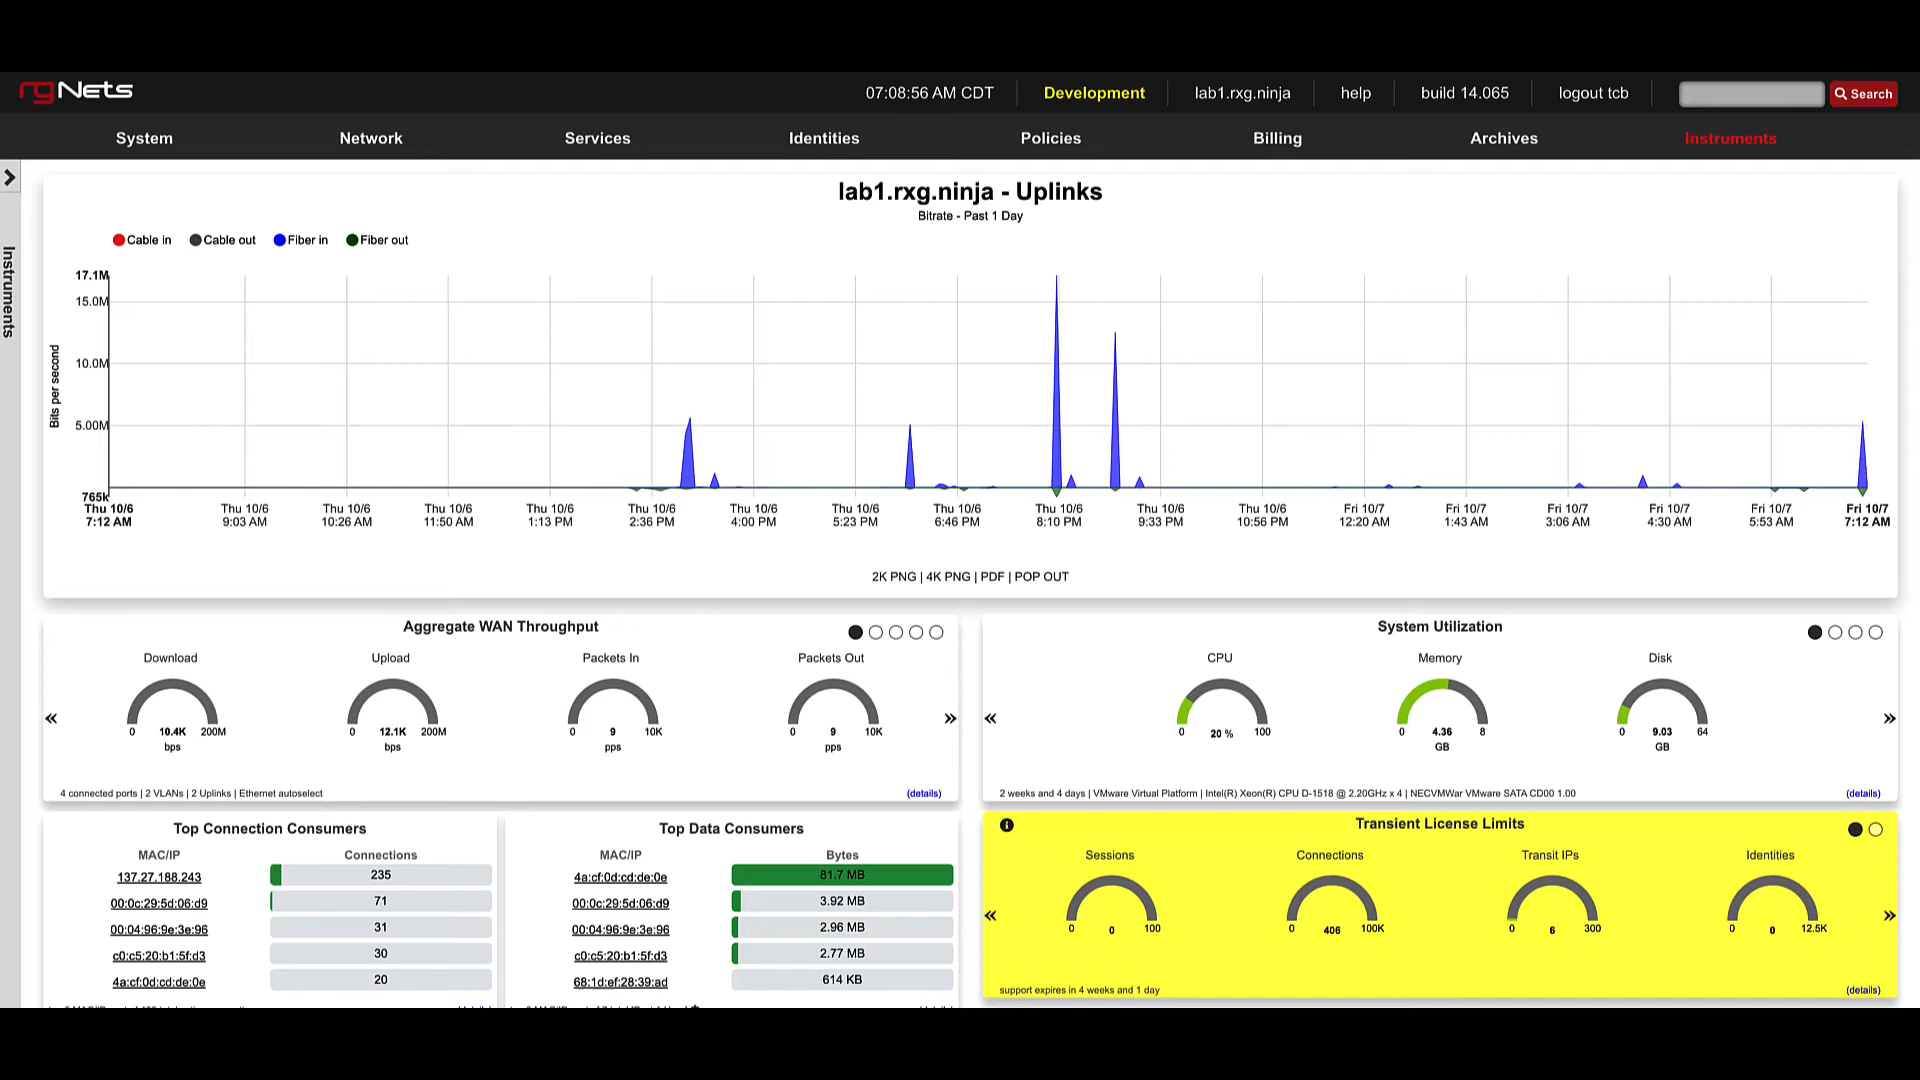 rgNets
07:08:56 AM CDT
Development
lab1.rxg.ninja
help
build 14.065
logout tcb
Search
System
Network
Services
Identities
Policies
Billing
Archives
Instruments
Instruments
lab1.rxg.ninja - Uplinks
Bitrate - Past 1 Day
Cable in
Cable out
Fiber in
Fiber out
Bits per second
17.1M
15.0M
10.0M
5.00M
765k
Thu 10/6 7:12 AM
Thu 10/6 9:03 AM
Thu 10/6 10:26 AM
Thu 10/6 11:50 AM
Thu 10/6 1:13 PM
Thu 10/6 2:36 PM
Thu 10/6 4:00 PM
Thu 10/6 5:23 PM
Thu 10/6 6:46 PM
Thu 10/6 8:10 PM
Thu 10/6 9:33 PM
Thu 10/6 10:56 PM
Fri 10/7 12:20 AM
Fri 10/7 1:43 AM
Fri 10/7 3:06 AM
Fri 10/7 4:30 AM
Fri 10/7 5:53 AM
Fri 10/7 7:12 AM
2K PNG | 4K PNG | PDF | POP OUT
Aggregate WAN Throughput
Download
Upload
Packets In
Packets Out
0 10.4K 200M
bps
0 12.1K 200M
bps
0 9 10K
pps
0 9 10K
pps
4 connected ports | 2 VLANs | 2 Uplinks | Ethernet autoselect
(details)
System Utilization
CPU
Memory
Disk
0 20 % 100
0 4.36 8
GB
0 9.03 64
GB
2 weeks and 4 days | VMware Virtual Platform | Intel(R) Xeon(R) CPU D-1518 @ 2.20GHz x 4 | NECVMWar VMware SATA CD00 1.00
(details)
Top Connection Consumers
MAC/IP Connections
137.27.188.243 235
00:0c:29:5d:06:d9 71
00:04:96:9e:3e:96 31
c0:c5:20:b1:5f:d3 30
4a:cf:0d:cd:de:0e 20
Top Data Consumers
MAC/IP Bytes
4a:cf:0d:cd:de:0e 81.7 MB
00:0c:29:5d:06:d9 3.92 MB
00:04:96:9e:3e:96 2.96 MB
c0:c5:20:b1:5f:d3 2.77 MB
68:1d:ef:28:39:ad 614 KB
Transient License Limits
Sessions
Connections
Transit IPs
Identities
0 0 100
0 406 100K
0 6 300
0 0 12.5K
support expires in 4 weeks and 1 day
(details)